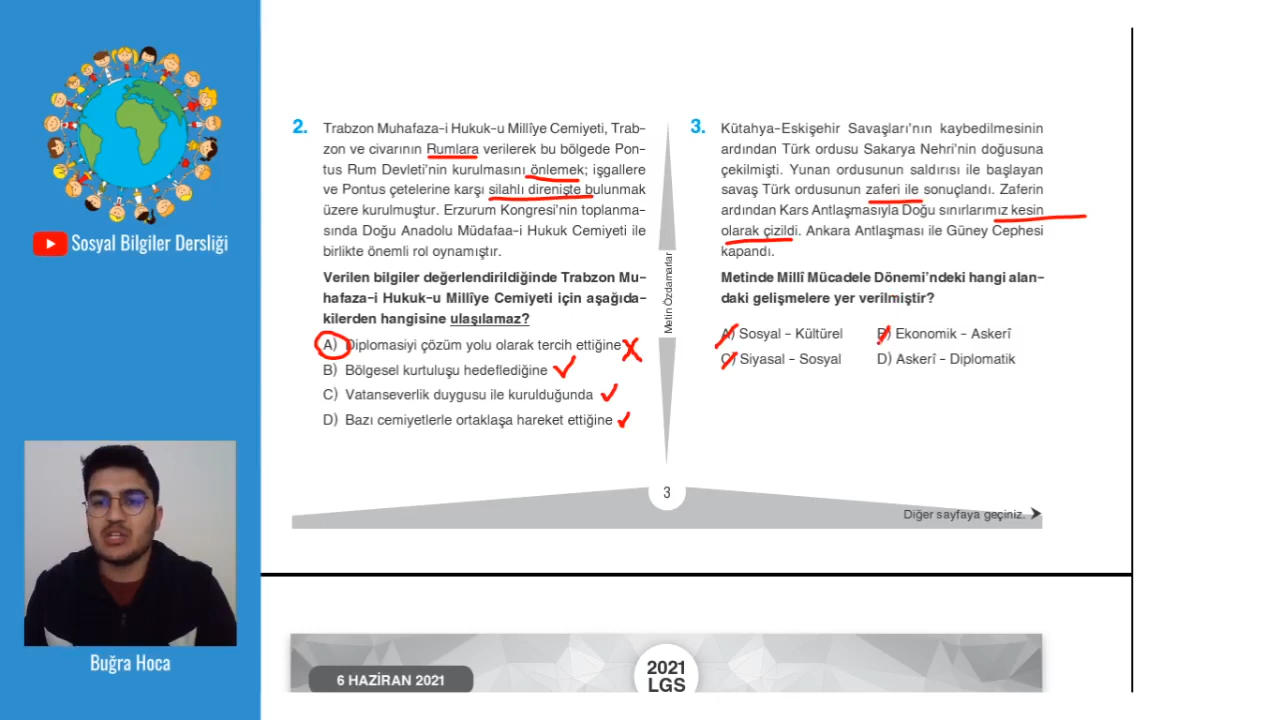 Sosyal Bilgiler Dersliği
Buğra Hoca
2. Trabzon Muhafaza-i Hukuk-u Millîye Cemiyeti, Trab-
zon ve civarının Rumlara verilerek bu bölgede Pon-
tus Rum Devleti'nin kurulmasını önlemek; işgallere
ve Pontus çetelerine karşı silahlı direnişte bulunmak
üzere kurulmuştur. Erzurum Kongresi'nin toplanma-
sında Doğu Anadolu Müdafaa-i Hukuk Cemiyeti ile
birlikte önemli rol oynamıştır.
Verilen bilgiler değerlendirildiğinde Trabzon Mu-
hafaza-i Hukuk-u Millîye Cemiyeti için aşağıda-
kilerden hangisine ulaşılamaz?
A) Diplomasiyi çözüm yolu olarak tercih ettiğine
B) Bölgesel kurtuluşu hedeflediğine
C) Vatanseverlik duygusu ile kurulduğunda
D) Bazı cemiyetlerle ortaklaşa hareket ettiğine
Metin Özdamarlar
3. Kütahya-Eskişehir Savaşları'nın kaybedilmesinin
ardından Türk ordusu Sakarya Nehri'nin doğusuna
çekilmişti. Yunan ordusunun saldırısı ile başlayan
savaş Türk ordusunun zaferi ile sonuçlandı. Zaferin
ardından Kars Antlaşmasıyla Doğu sınırlarımız kesin
olarak çizildi. Ankara Antlaşması ile Güney Cephesi
kapandı.
Metinde Millî Mücadele Dönemi'ndeki hangi alan-
daki gelişmelere yer verilmiştir?
A) Sosyal - Kültürel B) Ekonomik - Askerî
C) Siyasal - Sosyal D) Askerî - Diplomatik
3
Diğer sayfaya geçiniz.
6 HAZİRAN 2021
2021
LGS